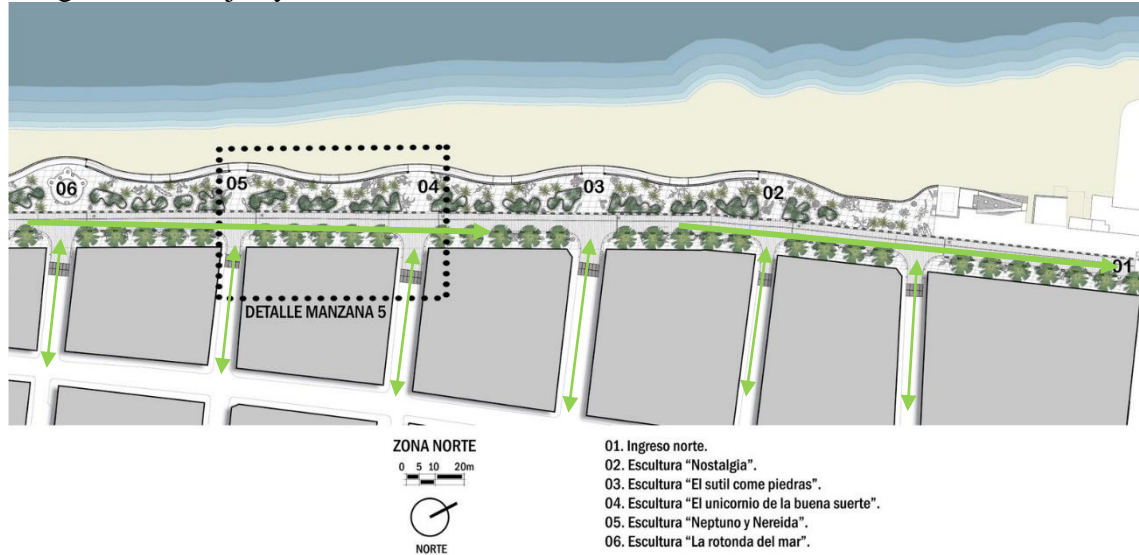 06
05
04
03
02
01
DETALLE MANZANA 5
ZONA NORTE
0 5 10 20m
NORTE
01. Ingreso norte.
02. Escultura “Nostalgia”.
03. Escultura “El sutil come piedras”.
04. Escultura “El unicornio de la buena suerte”.
05. Escultura “Neptuno y Nereida”.
06. Escultura “La rotonda del mar”.